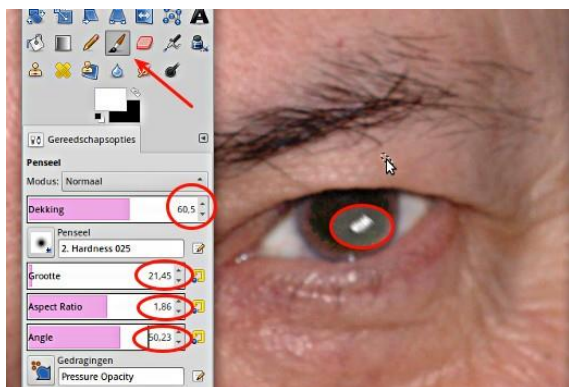 Gereedschapsopties
Penseel
Modus: Normaal
Dekking 60,5
Penseel
2. Hardness 025
Grootte 21,45
Aspect Ratio 1,86
Angle 50,23
Gedragingen
Pressure Opacity